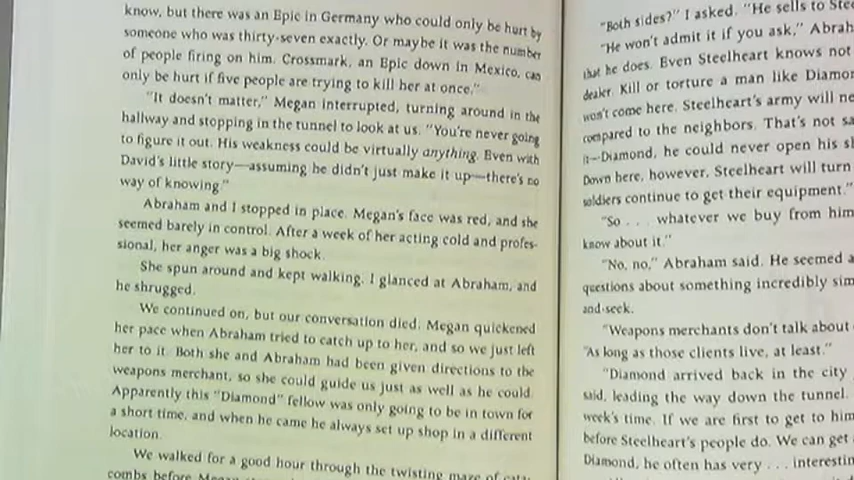 know, but there was an Epic in Germany who could only be hurt by
someone who was thirty-seven exactly. Or maybe it was the number
of people firing on him. Crossmark, an Epic down in Mexico, can
only be hurt if five people are trying to kill her at once."
"It doesn't matter," Megan interrupted, turning around in the
hallway and stopping in the tunnel to look at us. "You're never going
to figure it out. His weakness could be virtually anything. Even with
David's little story—assuming he didn't just make it up—there's no
way of knowing."
Abraham and I stopped in place. Megan's face was red, and she
seemed barely in control. After a week of her acting cold and profes-
sional, her anger was a big shock.
She spun around and kept walking. I glanced at Abraham, and
he shrugged.
We continued on, but our conversation died. Megan quickened
her pace when Abraham tried to catch up to her, and so we just left
her to it. Both she and Abraham had been given directions to the
weapons merchant, so she could guide us just as well as he could.
Apparently this "Diamond" fellow was only going to be in town for
a short time, and when he came he always set up shop in a different
location.
We walked for a good hour through the twisting maze of cata-
combs before Megan
"Both sides?" I asked. "He sells to
"He won't admit it if you ask," Abrah
that he does. Even Steelheart knows not
dealer. Kill or torture a man like Diamon
won't come here. Steelheart's army will ne
compared to the neighbors. That's not sa
it—Diamond, he could never open his
Down here, however, Steelheart will turn
soldiers continue to get their equipment."
"So . . . whatever we buy from him
know about it."
"No, no," Abraham said. He seemed a
questions about something incredibly sim
and-seek.
"Weapons merchants don't talk about
"As long as those clients live, at least."
"Diamond arrived back in the city
said, leading the way down the tunnel.
week's time. If we are first to get to him
before Steelheart's people do. We can get
Diamond, he often has very . . . interestin